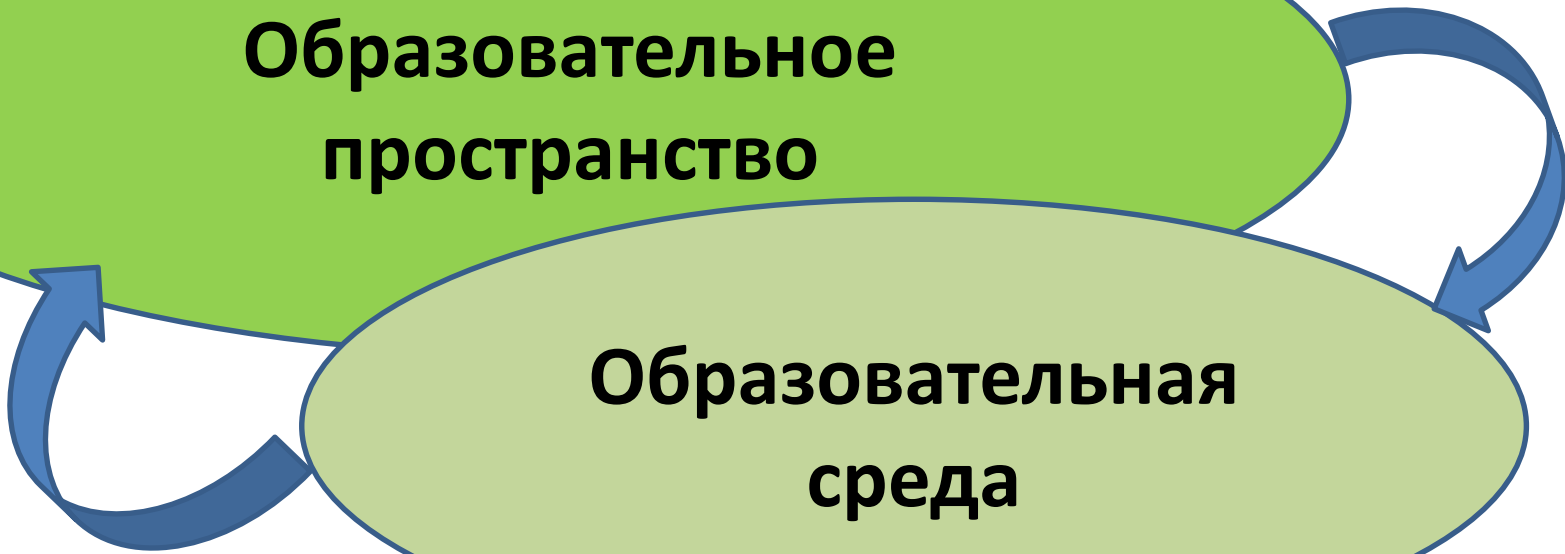 Образовательное
пространство
Образовательная
среда